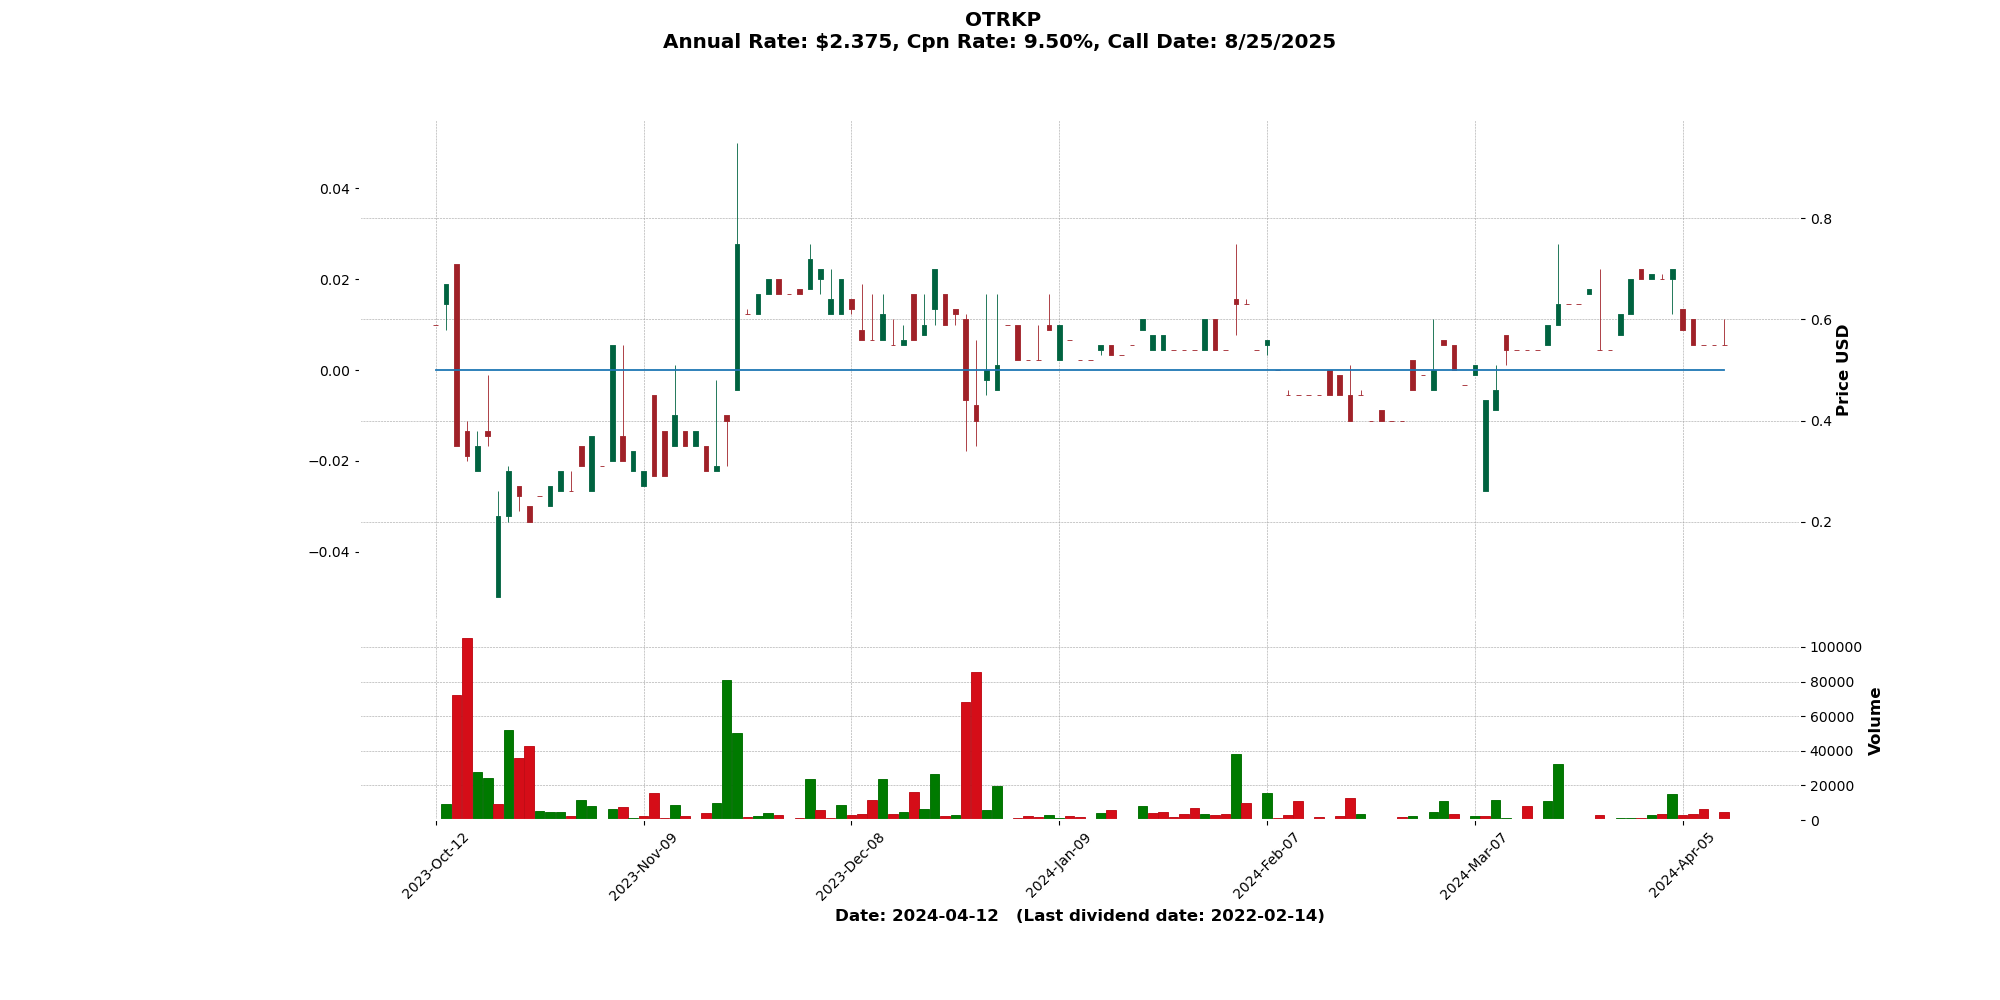 OTRKP
Annual Rate: $2.375, Cpn Rate: 9.50%, Call Date: 8/25/2025
0.04
0.02
0.00
−0.02
−0.04
0.8
0.6
0.4
0.2
Price USD
100000
80000
60000
40000
20000
0
Volume
2023-Oct-12
2023-Nov-09
2023-Dec-08
2024-Jan-09
2024-Feb-07
2024-Mar-07
2024-Apr-05
Date: 2024-04-12   (Last dividend date: 2022-02-14)